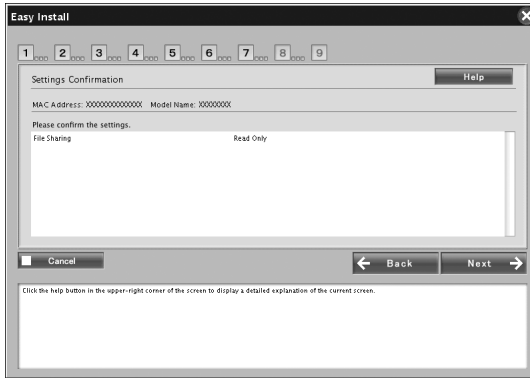 Easy Install
1 2 3 4 5 6 7 8 9
Settings Confirmation
Help
MAC Address: XXXXXXXXXXXXX Model Name: XXXXXXX
Please confirm the settings.
File Sharing Read Only
Cancel
Back
Next
Click the help button in the upper-right corner of the screen to display a detailed explanation of the current screen.